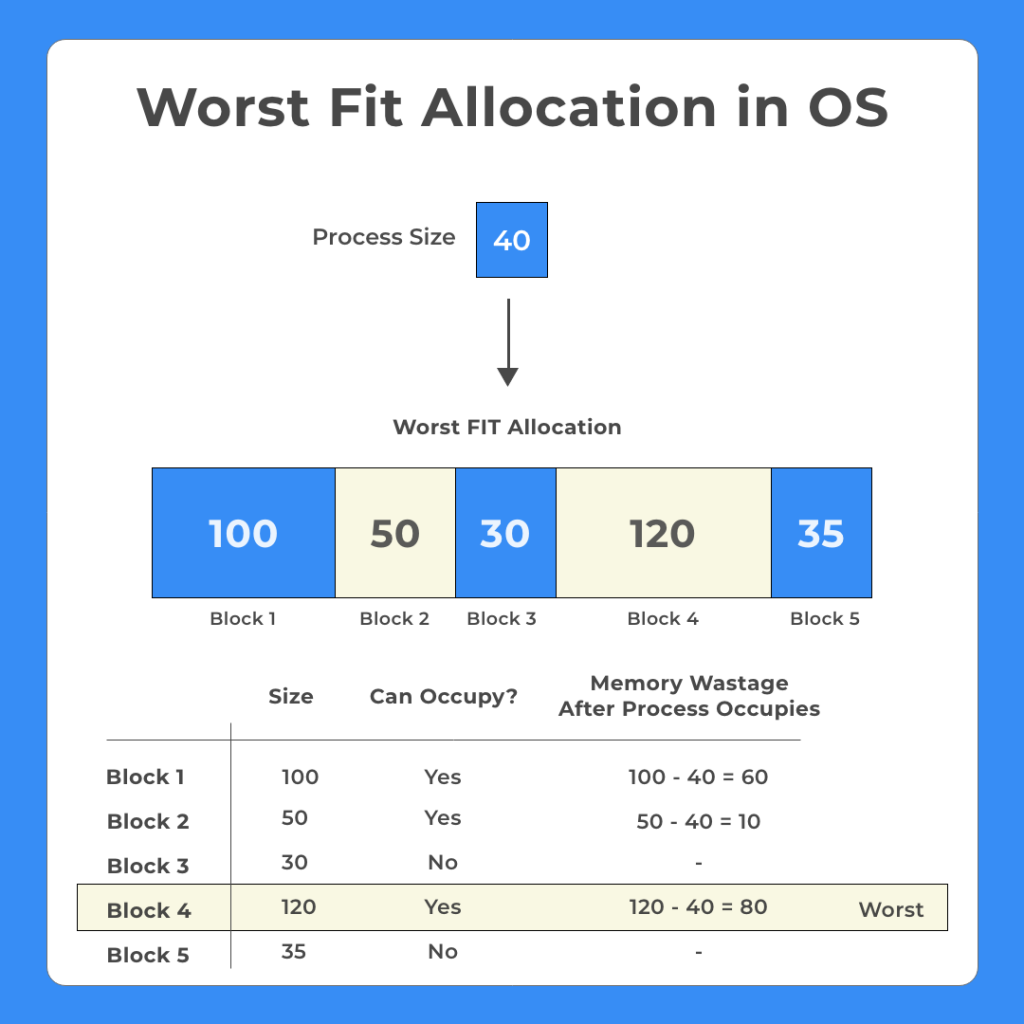 Worst Fit Allocation in OS
Process Size 40
Worst FIT Allocation
100 50 30 120 35
Block 1 Block 2 Block 3 Block 4 Block 5
Size Can Occupy? Memory Wastage
After Process Occupies
Block 1 100 Yes 100 - 40 = 60
Block 2 50 Yes 50 - 40 = 10
Block 3 30 No -
Block 4 120 Yes 120 - 40 = 80 Worst
Block 5 35 No -